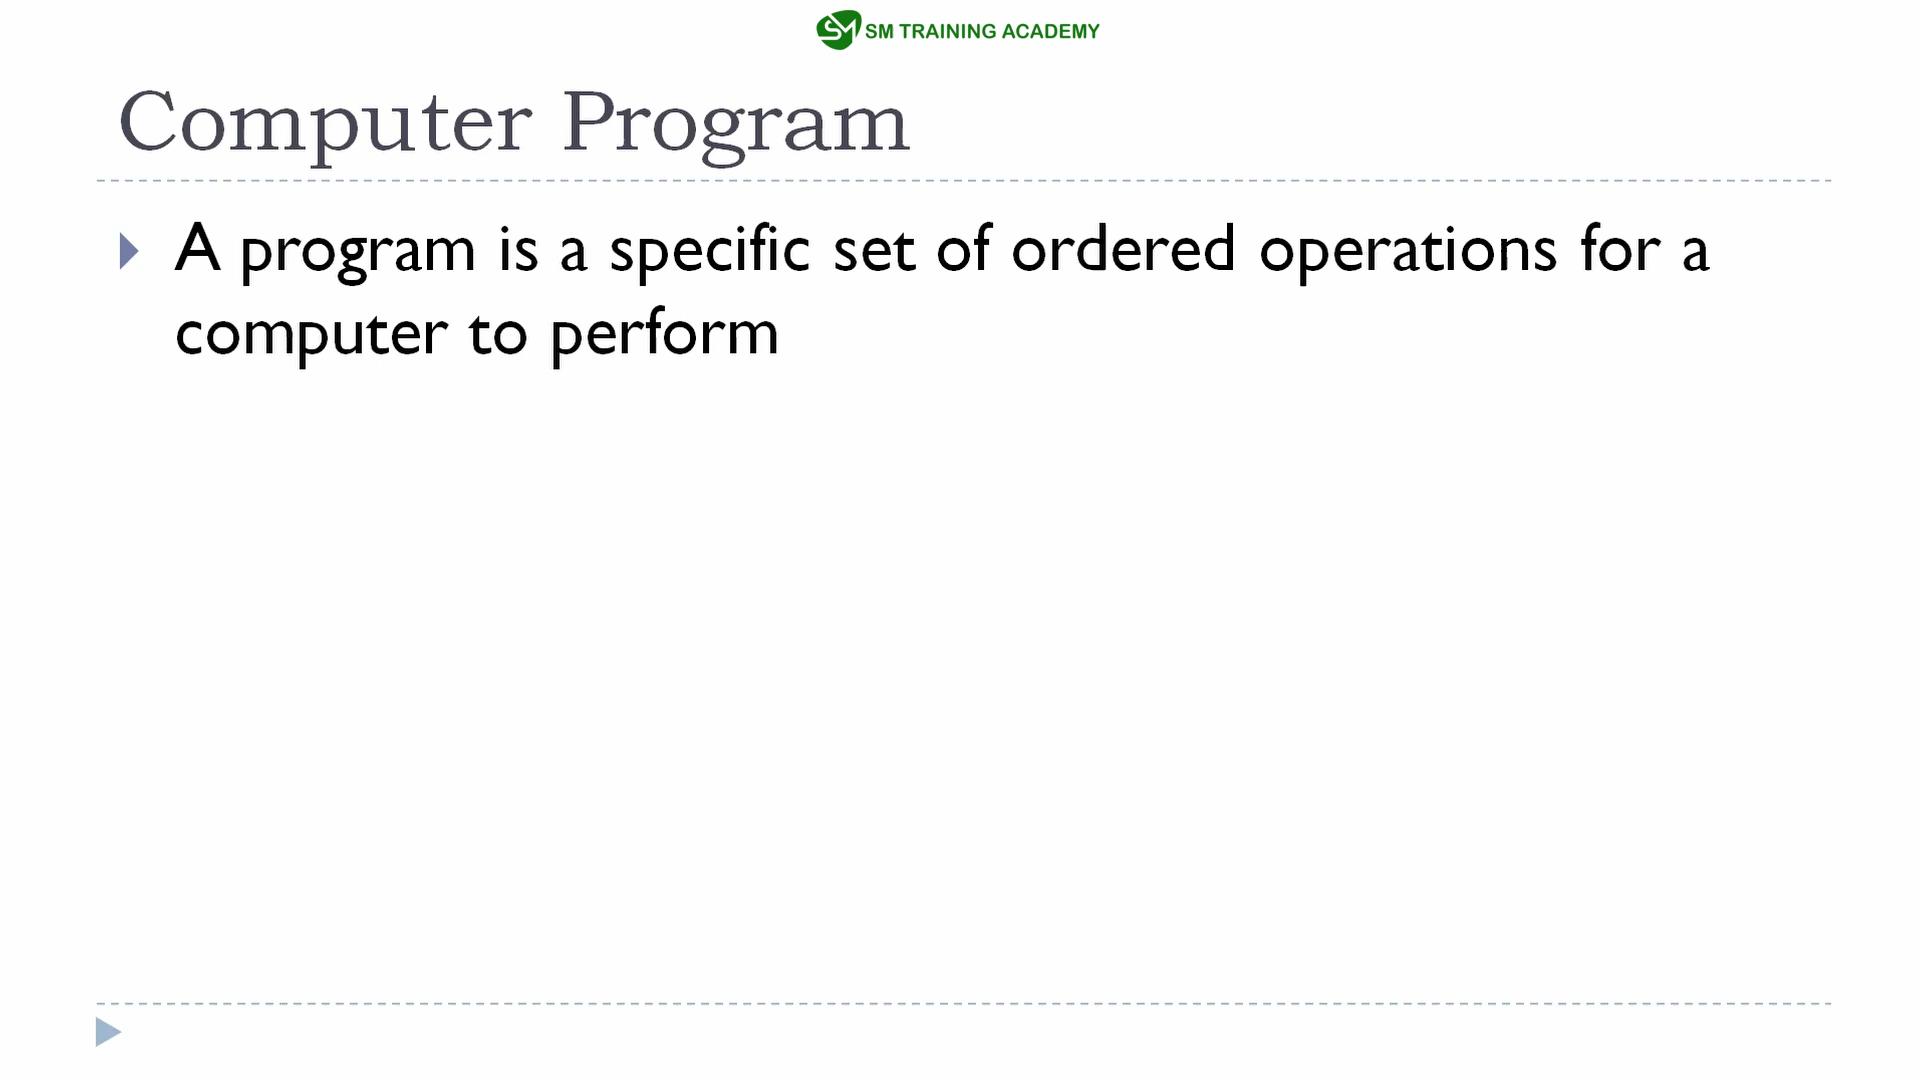 SM TRAINING ACADEMY
Computer Program
A program is a specific set of ordered operations for a
computer to perform